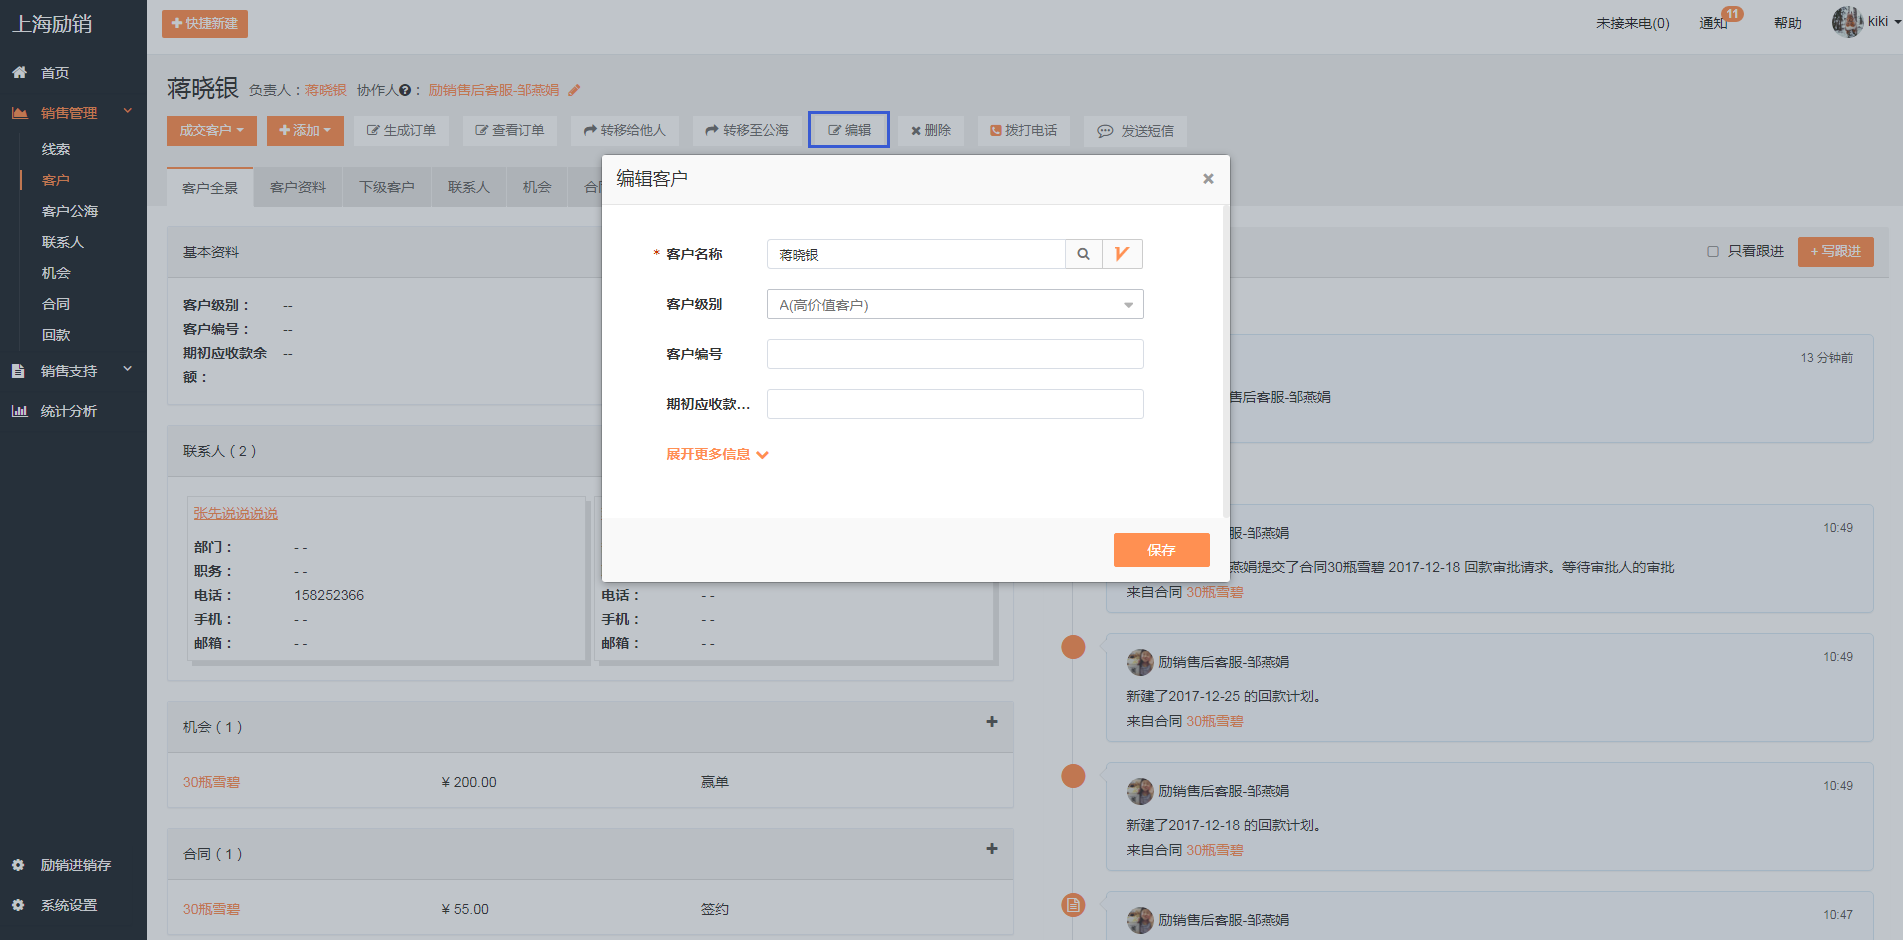 上海励销
快捷新建
未接来电(0)
通知 11
帮助
kiki
首页
销售管理
线索
客户
客户公海
联系人
机会
合同
回款
销售支持
统计分析
励销进销存
系统设置
蒋晓银 负责人：蒋晓银 协作人 ：励销售后客服-邹燕娟
成交客户 添加 生成订单 查看订单 转移给他人 转移至公海 编辑 删除 拨打电话 发送短信
客户全景 客户资料 下级客户 联系人 机会
基本资料
客户级别： --
客户编号： --
期初应收款余 --
额：
联系人 ( 2 )
张先说说说说
部门： - -
职务： - -
电话： 158252366
手机： - -
邮箱： - -
电话： - -
手机： - -
邮箱： - -
机会 ( 1 )
30瓶雪碧 ¥ 200.00 赢单
合同 ( 1 )
30瓶雪碧 ¥ 55.00 签约
编辑客户 ×
* 客户名称 蒋晓银
客户级别 A(高价值客户)
客户编号
期初应收款...
展开更多信息
保存
只看跟进 + 写跟进
13 分钟前
售后客服-邹燕娟
服-邹燕娟 10:49
燕娟提交了合同30瓶雪碧 2017-12-18 回款审批请求。等待审批人的审批
来自合同 30瓶雪碧
励销售后客服-邹燕娟 10:49
新建了2017-12-25 的回款计划。
来自合同 30瓶雪碧
励销售后客服-邹燕娟 10:49
新建了2017-12-18 的回款计划。
来自合同 30瓶雪碧
励销售后客服-邹燕娟 10:47